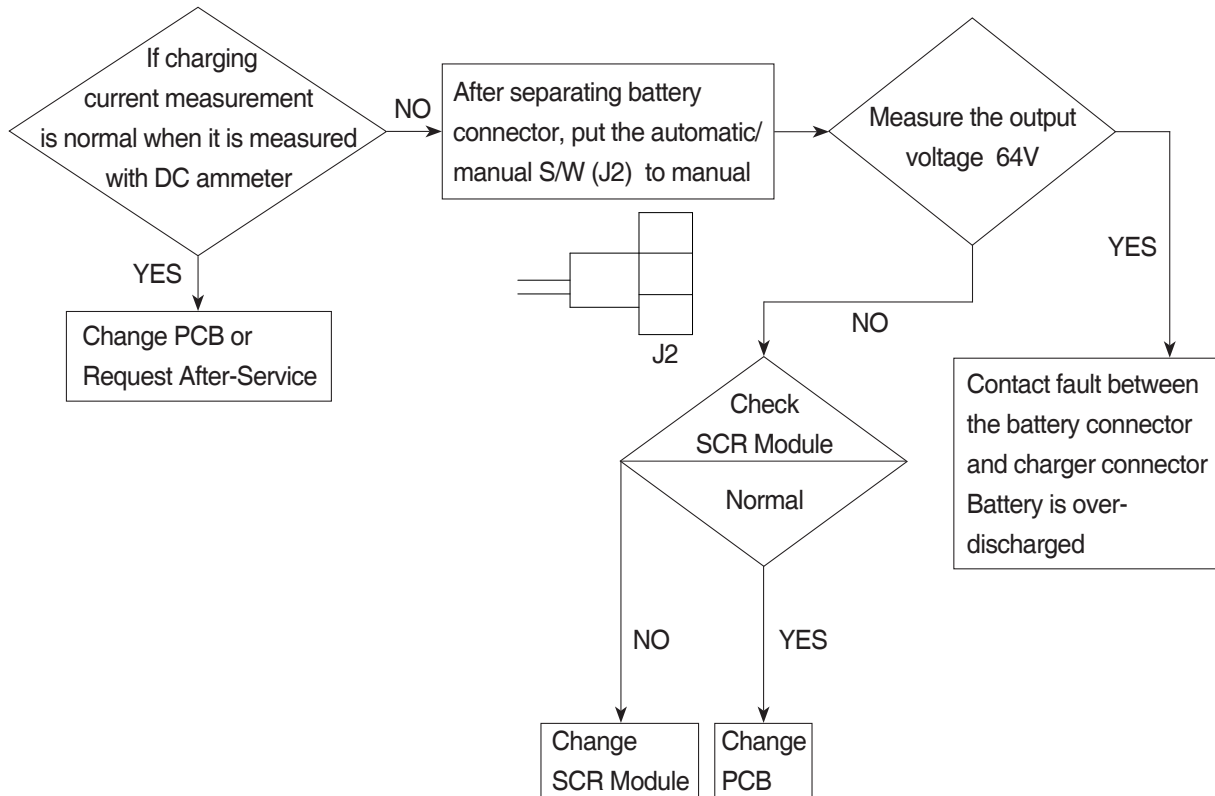 If charging
current measurement
is normal when it is measured
with DC ammeter
NO
After separating battery
connector, put the automatic/
manual S/W (J2) to manual
Measure the output
voltage 64V
YES
Change PCB or
Request After-Service
J2
NO
YES
Check
SCR Module
Normal
Contact fault between
the battery connector
and charger connector
Battery is over-
discharged
NO
YES
Change
SCR Module
Change
PCB